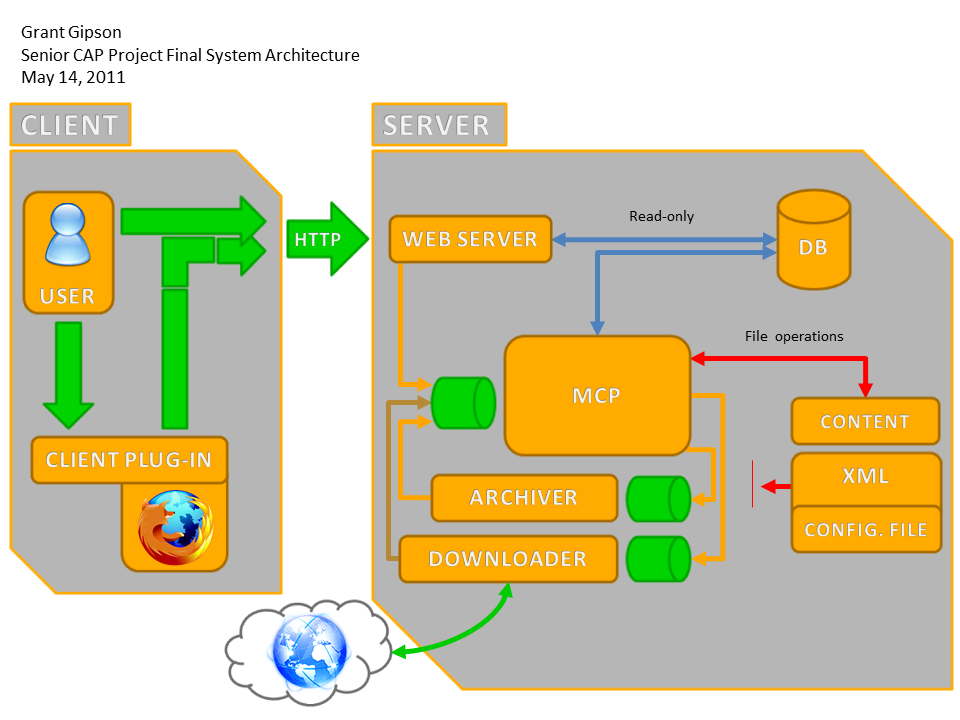 Grant Gipson
Senior CAP Project Final System Architecture
May 14, 2011
CLIENT
SERVER
USER
HTTP
WEB SERVER
Read-only
DB
File  operations
MCP
CONTENT
CLIENT PLUG-IN
XML
ARCHIVER
CONFIG. FILE
DOWNLOADER